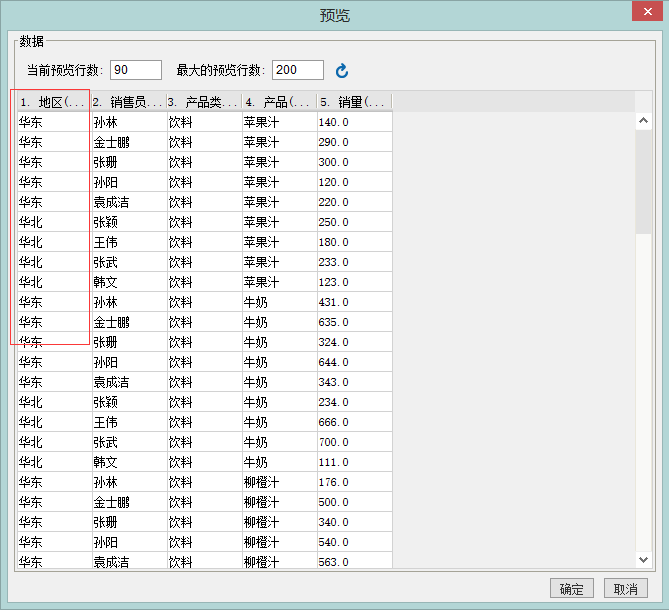 预览
数据
当前预览行数: 90 最大的预览行数: 200
1. 地区(... 2. 销售员... 3. 产品类... 4. 产品(... 5. 销量(...
华东 孙林 饮料 苹果汁 140.0
华东 金士鹏 饮料 苹果汁 290.0
华东 张珊 饮料 苹果汁 300.0
华东 孙阳 饮料 苹果汁 120.0
华东 袁成洁 饮料 苹果汁 220.0
华北 张颖 饮料 苹果汁 250.0
华北 王伟 饮料 苹果汁 180.0
华北 张武 饮料 苹果汁 233.0
华北 韩文 饮料 苹果汁 123.0
华东 孙林 饮料 牛奶 431.0
华东 金士鹏 饮料 牛奶 635.0
华东 张珊 饮料 牛奶 324.0
华东 孙阳 饮料 牛奶 644.0
华东 袁成洁 饮料 牛奶 343.0
华北 张颖 饮料 牛奶 234.0
华北 王伟 饮料 牛奶 666.0
华北 张武 饮料 牛奶 700.0
华北 韩文 饮料 牛奶 111.0
华东 孙林 饮料 柳橙汁 176.0
华东 金士鹏 饮料 柳橙汁 500.0
华东 张珊 饮料 柳橙汁 340.0
华东 孙阳 饮料 柳橙汁 540.0
华东 袁成洁 饮料 柳橙汁 563.0
确定 取消